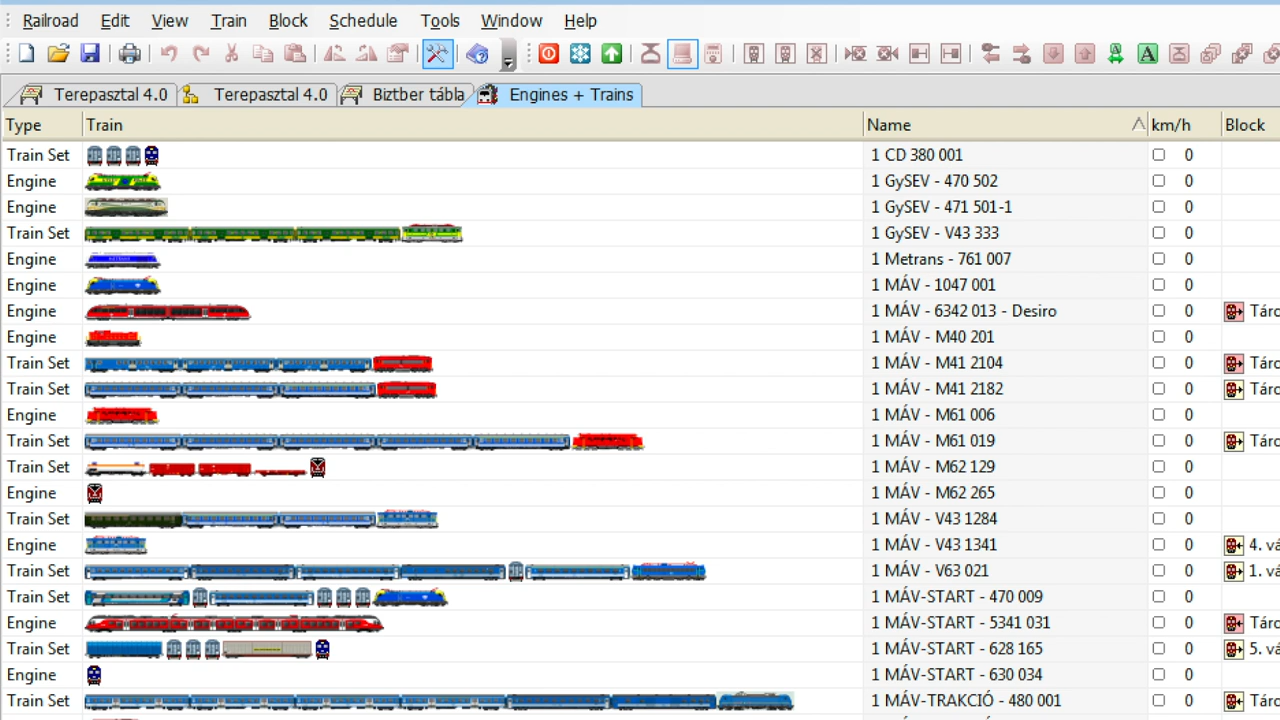 Railroad Edit View Train Block Schedule Tools Window Help
Terepasztal 4.0 Terepasztal 4.0 Biztber tábla Engines + Trains
Type Train Name km/h Block
Train Set 1 CD 380 001 0
Engine 1 GySEV - 470 502 0
Engine 1 GySEV - 471 501-1 0
Train Set 1 GySEV - V43 333 0
Engine 1 Metrans - 761 007 0
Engine 1 MÁV - 1047 001 0
Engine 1 MÁV - 6342 013 - Desiro 0 Táro
Engine 1 MÁV - M40 201 0
Train Set 1 MÁV - M41 2104 0 Táro
Train Set 1 MÁV - M41 2182 0 Táro
Engine 1 MÁV - M61 006 0
Train Set 1 MÁV - M61 019 0 Táro
Train Set 1 MÁV - M62 129 0
Engine 1 MÁV - M62 265 0
Train Set 1 MÁV - V43 1284 0
Engine 1 MÁV - V43 1341 0 4. vá
Train Set 1 MÁV - V63 021 0 1. vá
Train Set 1 MÁV-START - 470 009 0
Engine 1 MÁV-START - 5341 031 0 Táro
Train Set 1 MÁV-START - 628 165 0 5. vá
Engine 1 MÁV-START - 630 034 0
Train Set 1 MÁV-TRAKCIÓ - 480 001 0 Táro